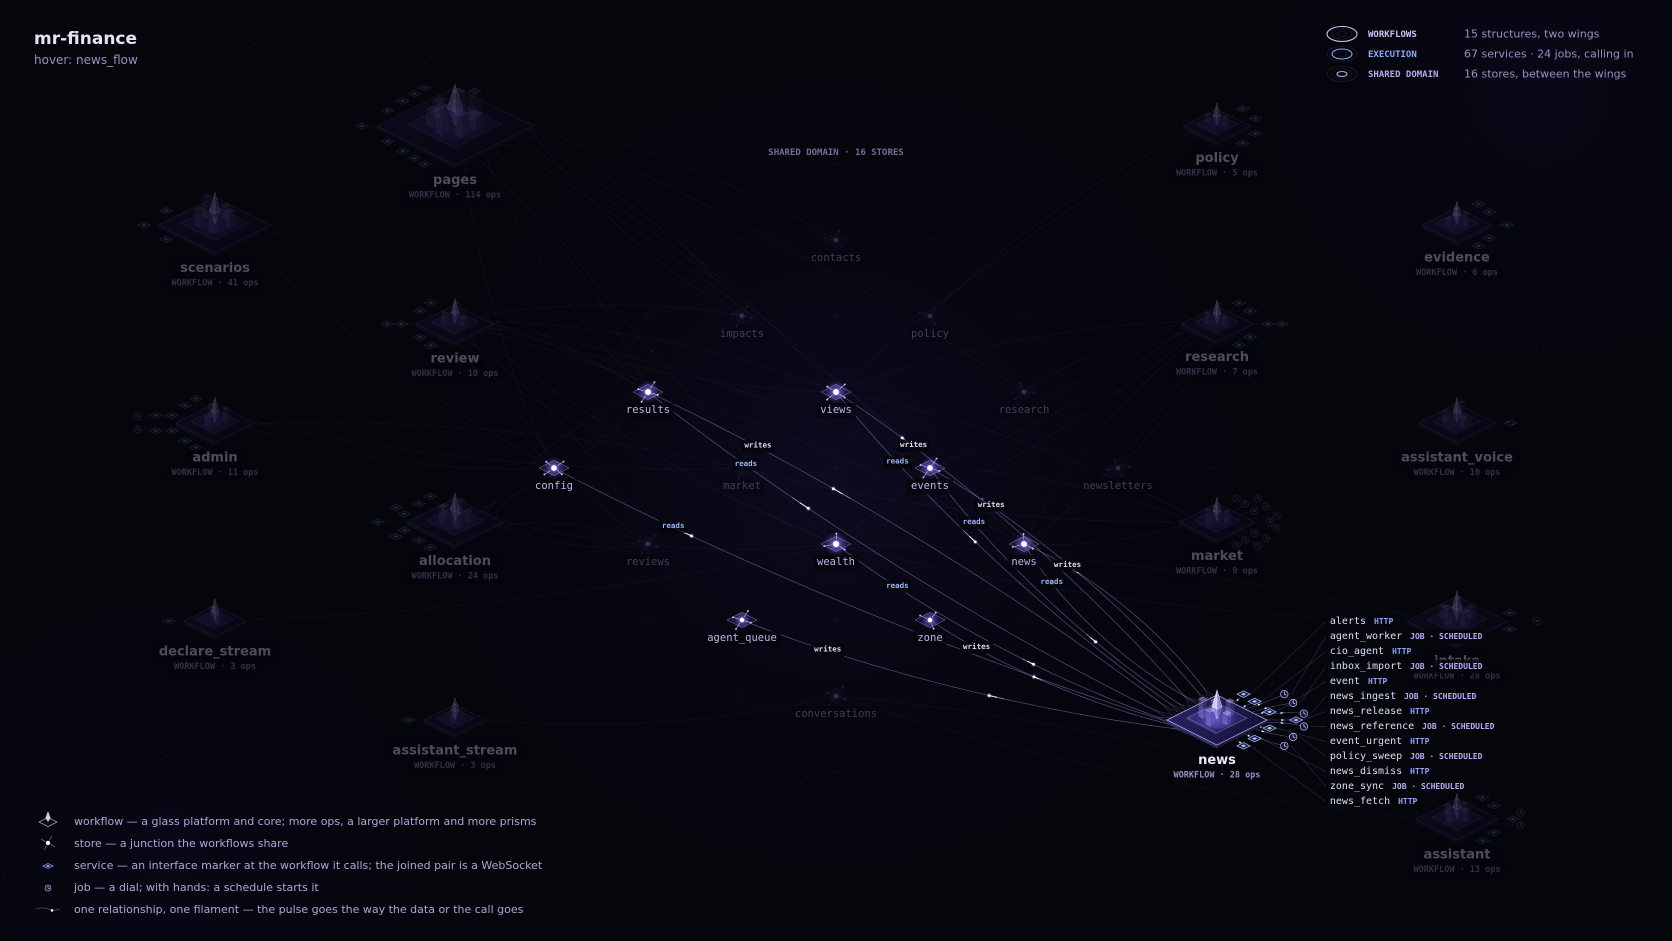 mr-finance
hover: news_flow
WORKFLOWS 15 structures, two wings
EXECUTION 67 services · 24 jobs, calling in
SHARED DOMAIN 16 stores, between the wings
SHARED DOMAIN · 16 STORES
pages
WORKFLOW · 114 ops
policy
WORKFLOW · 5 ops
scenarios
WORKFLOW · 41 ops
contacts
evidence
WORKFLOW · 6 ops
review
WORKFLOW · 10 ops
impacts
policy
research
WORKFLOW · 7 ops
results
views
research
admin
WORKFLOW · 11 ops
writes
reads
writes
reads
assistant_voice
WORKFLOW · 10 ops
config
market
events
newsletters
reads
writes
reads
allocation
WORKFLOW · 24 ops
reviews
wealth
news
market
WORKFLOW · 9 ops
writes
reads
reads
agent_queue
zone
writes
writes
declare_stream
WORKFLOW · 3 ops
intake
WORKFLOW · 26 ops
alerts HTTP
agent_worker JOB · SCHEDULED
cio_agent HTTP
inbox_import JOB · SCHEDULED
event HTTP
news_ingest JOB · SCHEDULED
news_release HTTP
news_reference JOB · SCHEDULED
event_urgent HTTP
policy_sweep JOB · SCHEDULED
news_dismiss HTTP
zone_sync JOB · SCHEDULED
news_fetch HTTP
conversations
assistant_stream
WORKFLOW · 3 ops
news
WORKFLOW · 28 ops
assistant
WORKFLOW · 13 ops
workflow — a glass platform and core; more ops, a larger platform and more prisms
store — a junction the workflows share
service — an interface marker at the workflow it calls; the joined pair is a WebSocket
job — a dial; with hands: a schedule starts it
one relationship, one filament — the pulse goes the way the data or the call goes